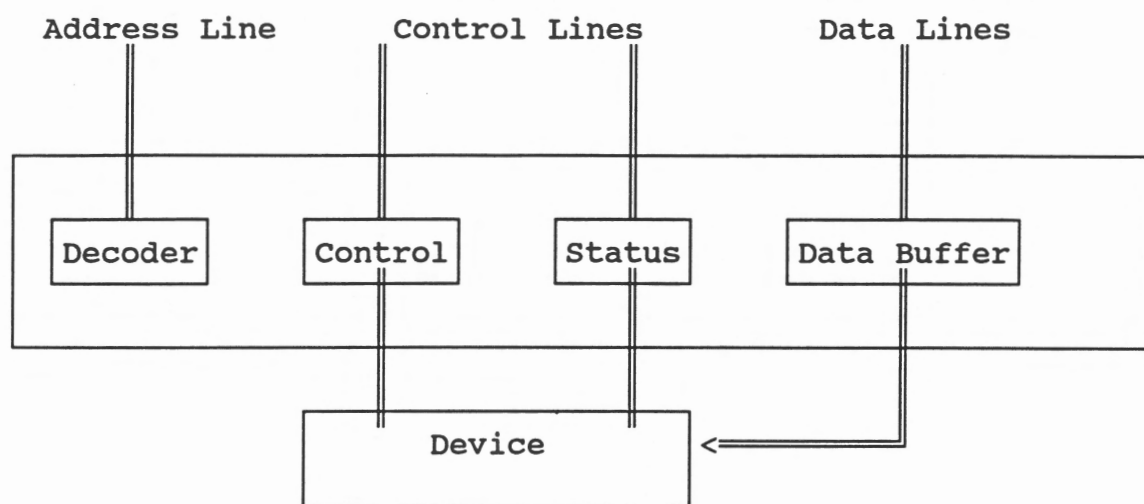 Address Line Control Lines Data Lines
Decoder Control Status Data Buffer
Device